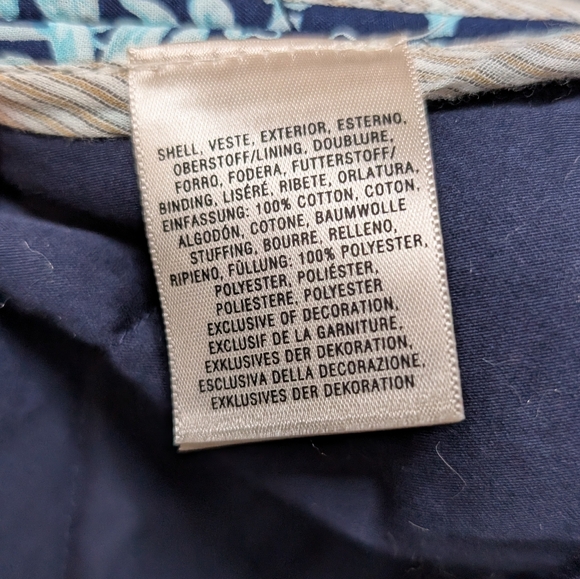 SHELL, VESTE, EXTERIOR, ESTERNO,
OBERSTOFF/LINING, DOUBLURE,
FORRO, FODERA, FUTTERSTOFF/
BINDING, LISÉRÉ, RIBETE, ORLATURA,
EINFASSUNG: 100% COTTON, COTON,
ALGODÓN, COTONE, BAUMWOLLE
STUFFING, BOURRE, RELLENO,
RIPIENO, FÜLLUNG: 100% POLYESTER,
POLYESTER, POLIÉSTER,
POLIESTERE, POLYESTER
EXCLUSIVE OF DECORATION,
EXCLUSIF DE LA GARNITURE,
EXKLUSIVES DER DEKORATION,
ESCLUSIVA DELLA DECORAZIONE,
EXKLUSIVES DER DEKORATION